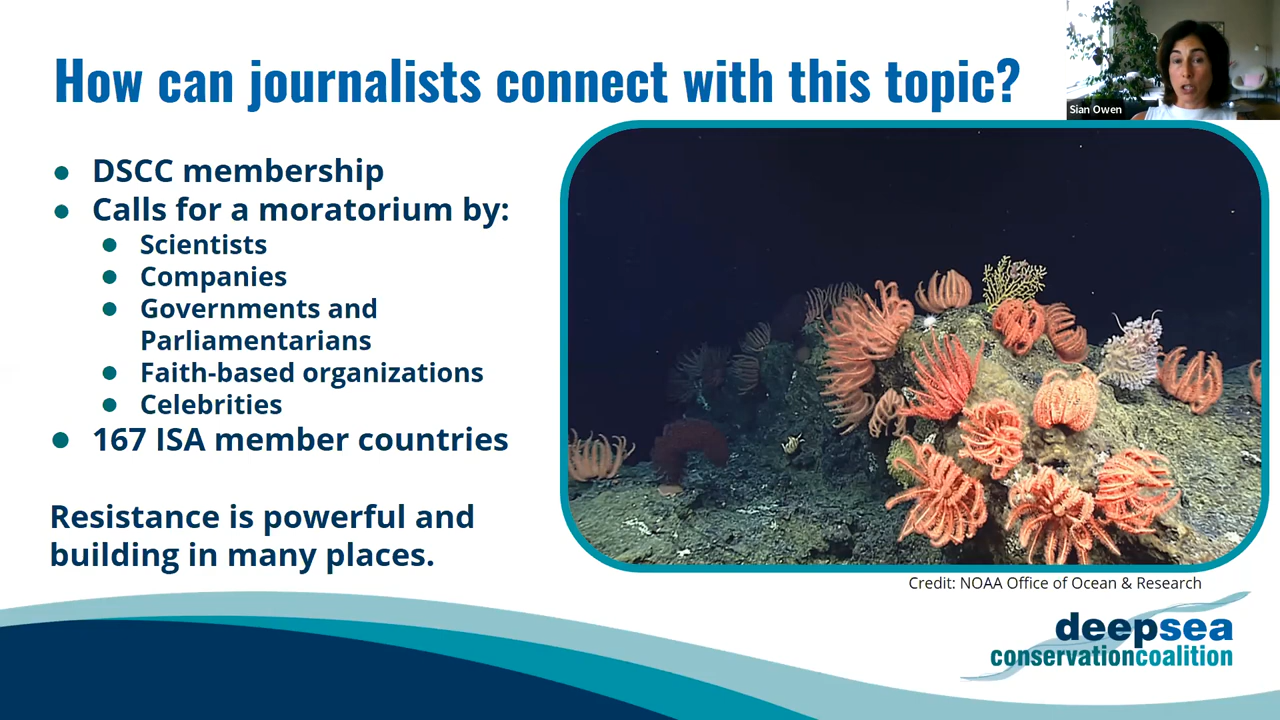 How can journalists connect with this topic?
Sian Owen
DSCC membership
Calls for a moratorium by:
Scientists
Companies
Governments and
Parliamentarians
Faith-based organizations
Celebrities
167 ISA member countries
Resistance is powerful and
building in many places.
Credit: NOAA Office of Ocean & Research
deepsea
conservationcoalition